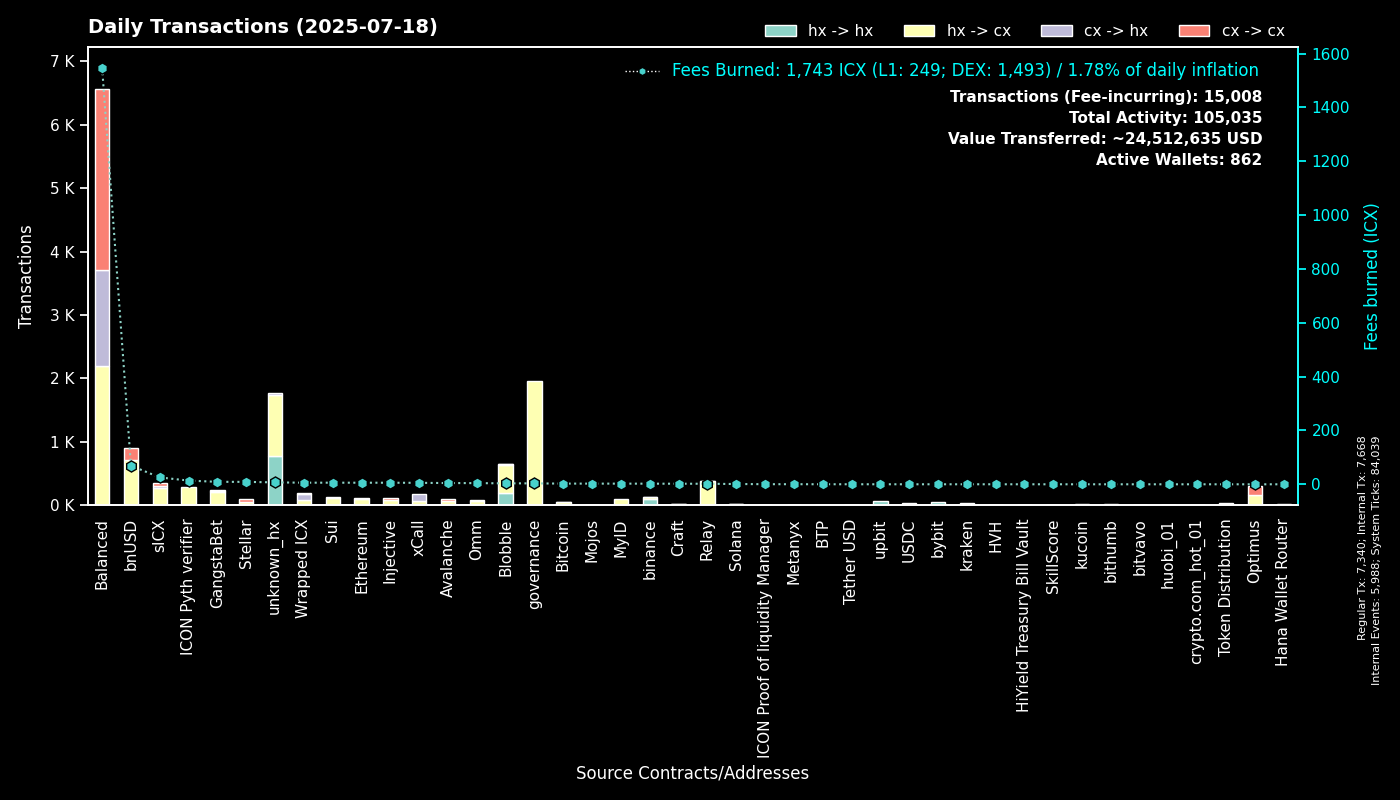 Daily Transactions (2025-07-18)
hx -> hx
hx -> cx
cx -> hx
cx -> cx
Fees Burned: 1,743 ICX (L1: 249; DEX: 1,493) / 1.78% of daily inflation
Transactions (Fee-incurring): 15,008
Total Activity: 105,035
Value Transferred: ~24,512,635 USD
Active Wallets: 862
Transactions
7 K
6 K
5 K
4 K
3 K
2 K
1 K
0 K
1600
1400
1200
1000
800
600
400
200
0
Fees burned (ICX)
Balanced
bnUSD
sICX
ICON Pyth verifier
GangstaBet
Stellar
unknown_hx
Wrapped ICX
Sui
Ethereum
Injective
xCall
Avalanche
Omm
Blobble
governance
Bitcoin
Mojos
MyID
binance
Craft
Relay
Solana
ICON Proof of liquidity Manager
Metanyx
BTP
Tether USD
upbit
USDC
bybit
kraken
HVH
HiYield Treasury Bill Vault
SkillScore
kucoin
bithumb
bitvavo
huobi_01
crypto.com_hot_01
Token Distribution
Optimus
Hana Wallet Router
Source Contracts/Addresses
Regular Tx: 7,340; Internal Tx: 7,668
Internal Events: 5,988; System Ticks: 84,039